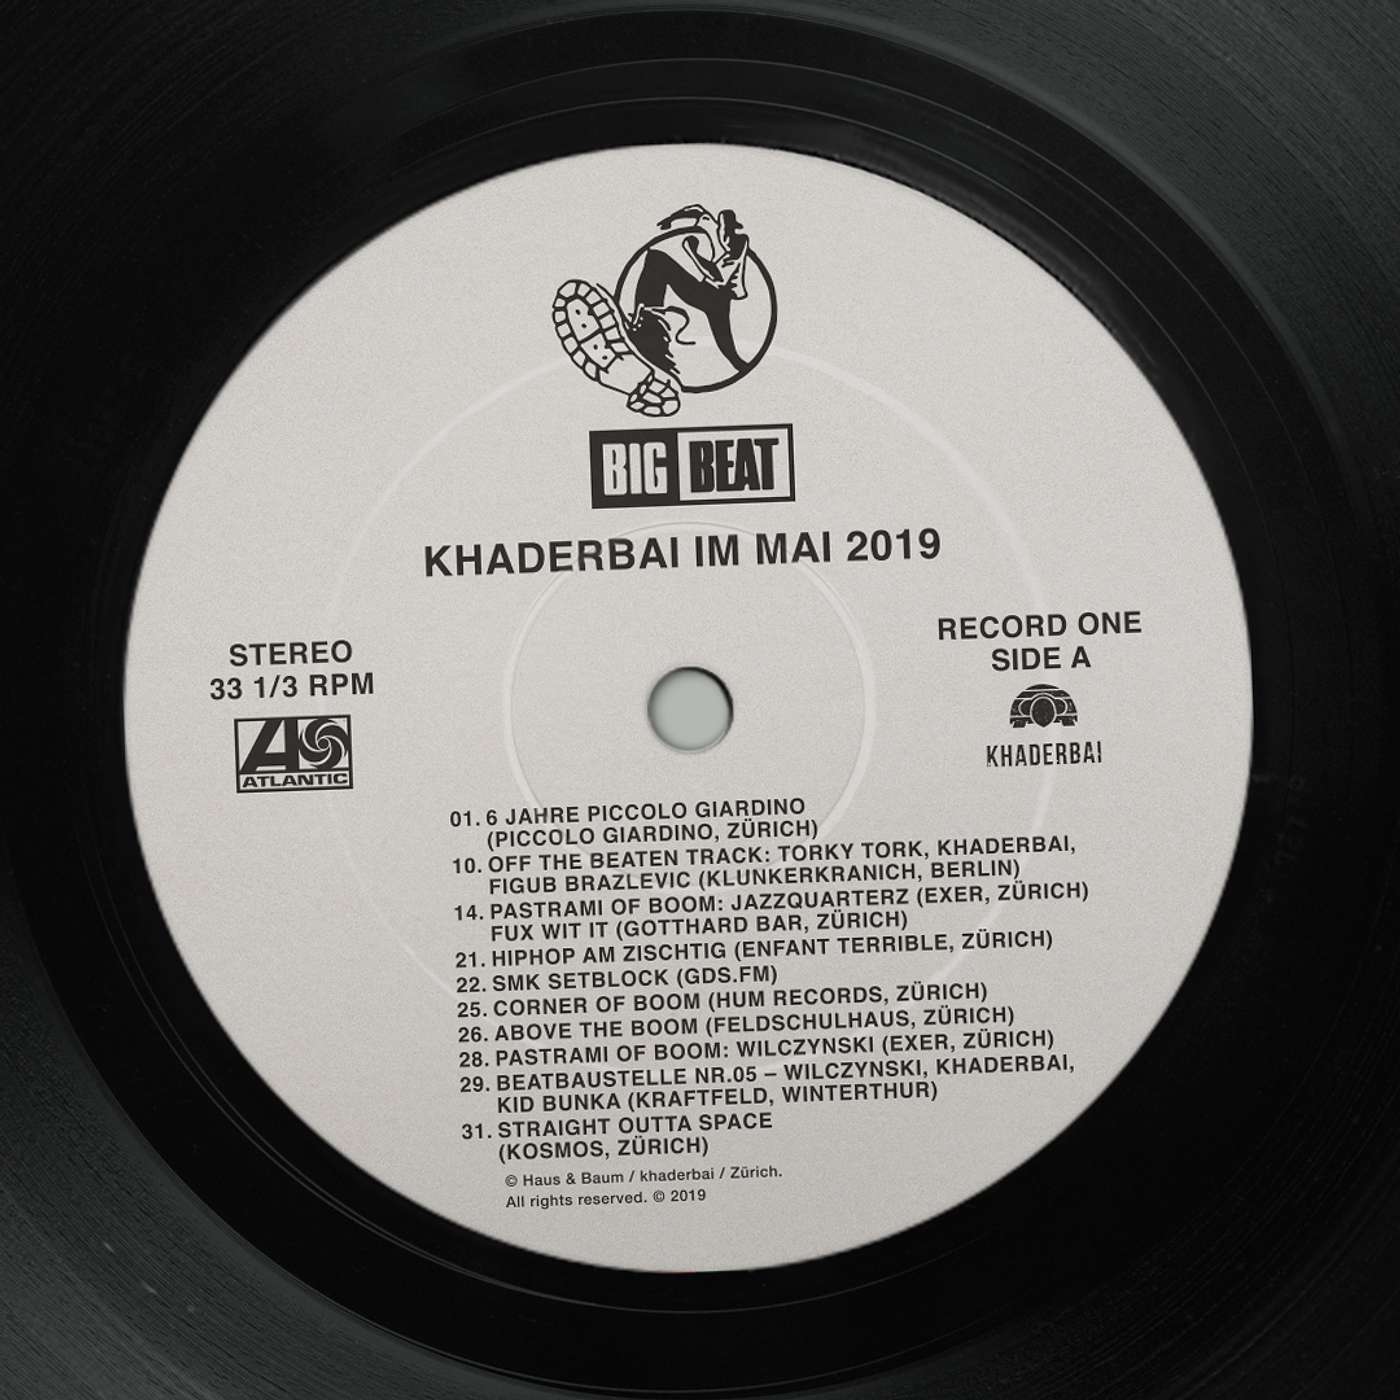 BIG BEAT
KHADERBAI IM MAI 2019
STEREO
33 1/3 RPM
ATLANTIC
RECORD ONE
SIDE A
KHADERBAI
01. 6 JAHRE PICCOLO GIARDINO
(PICCOLO GIARDINO, ZÜRICH)
10. OFF THE BEATEN TRACK: TORKY TORK, KHADERBAI,
FIGUB BRAZLEVIC (KLUNKERKRANICH, BERLIN)
14. PASTRAMI OF BOOM: JAZZQUARTERZ (EXER, ZÜRICH)
FUX WIT IT (GOTTHARD BAR, ZÜRICH)
21. HIPHOP AM ZISCHTIG (ENFANT TERRIBLE, ZÜRICH)
22. SMK SETBLOCK (GDS.FM)
25. CORNER OF BOOM (HUM RECORDS, ZÜRICH)
26. ABOVE THE BOOM (FELDSCHULHAUS, ZÜRICH)
28. PASTRAMI OF BOOM: WILCZYNSKI (EXER, ZÜRICH)
29. BEATBAUSTELLE NR.05 – WILCZYNSKI, KHADERBAI,
KID BUNKA (KRAFTFELD, WINTERTHUR)
31. STRAIGHT OUTTA SPACE
(KOSMOS, ZÜRICH)
© Haus & Baum / khaderbai / Zürich.
All rights reserved. © 2019